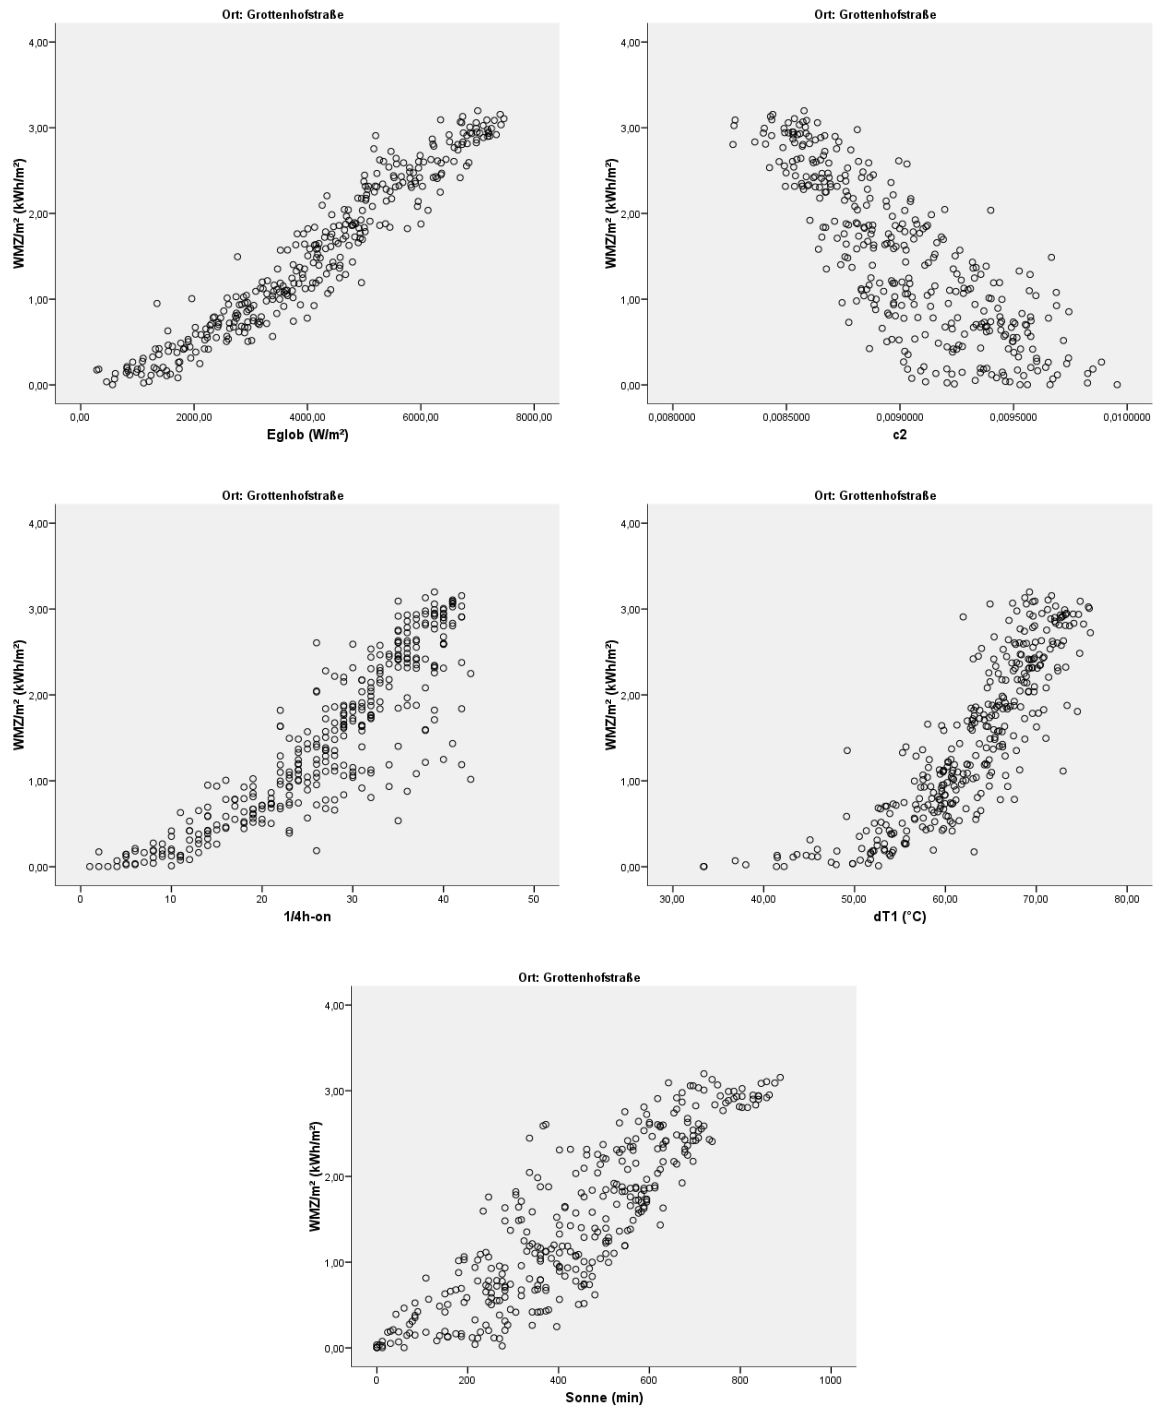 Ort: Grottenhofstraße
WMZ/m² (kWh/m²)
4,00
3,00
2,00
1,00
0,00
0,00 2000,00 4000,00 6000,00 8000,00
Eglob (W/m²)
Ort: Grottenhofstraße
WMZ/m² (kWh/m²)
4,00
3,00
2,00
1,00
0,00
0,0080000 0,0085000 0,0090000 0,0095000 0,0100000
c2
Ort: Grottenhofstraße
WMZ/m² (kWh/m²)
4,00
3,00
2,00
1,00
0,00
0 10 20 30 40 50
1/4h-on
Ort: Grottenhofstraße
WMZ/m² (kWh/m²)
4,00
3,00
2,00
1,00
0,00
30,00 40,00 50,00 60,00 70,00 80,00
dT1 (°C)
Ort: Grottenhofstraße
WMZ/m² (kWh/m²)
4,00
3,00
2,00
1,00
0,00
0 200 400 600 800 1000
Sonne (min)